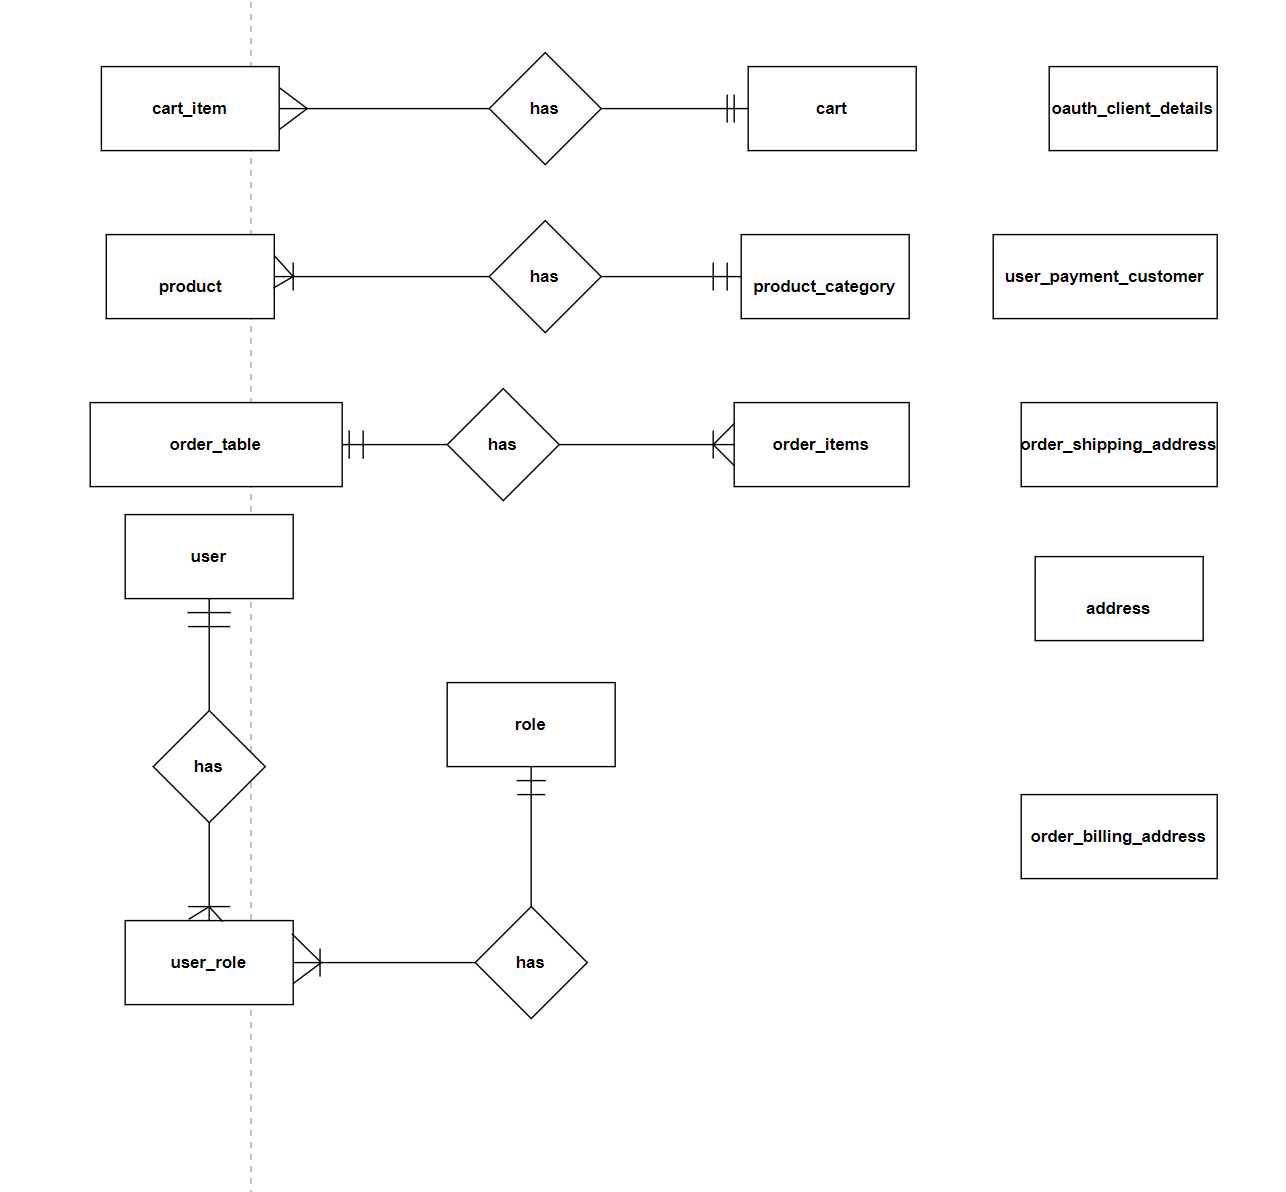 cart_item
has
cart
oauth_client_details
product
has
product_category
user_payment_customer
order_table
has
order_items
order_shipping_address
user
address
role
has
order_billing_address
user_role
has